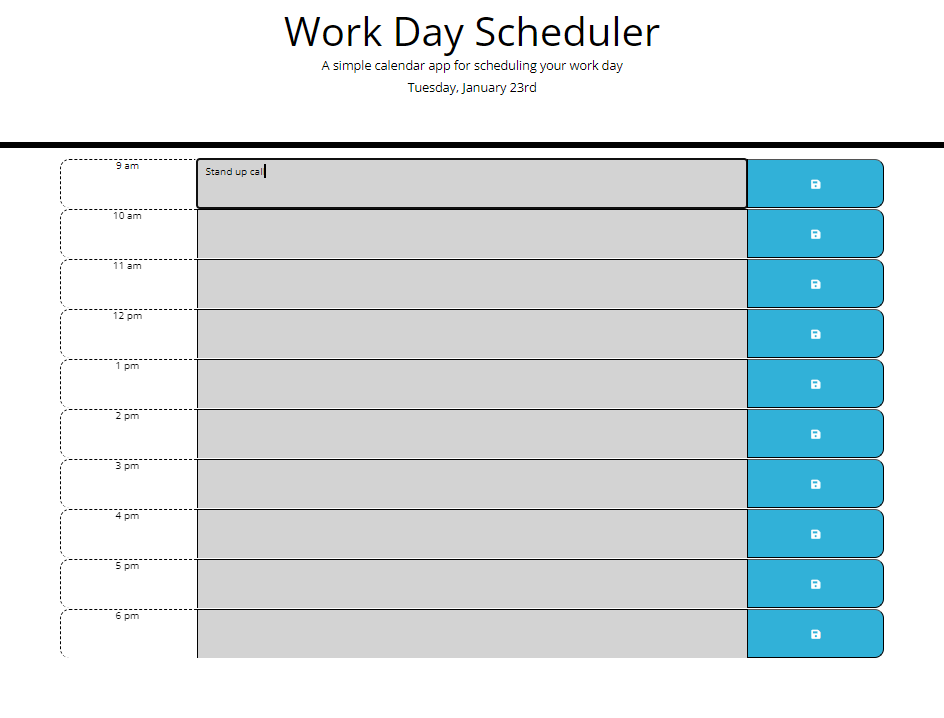 Work Day Scheduler
A simple calendar app for scheduling your work day
Tuesday, January 23rd
9 am
Stand up call
10 am
11 am
12 pm
1 pm
2 pm
3 pm
4 pm
5 pm
6 pm